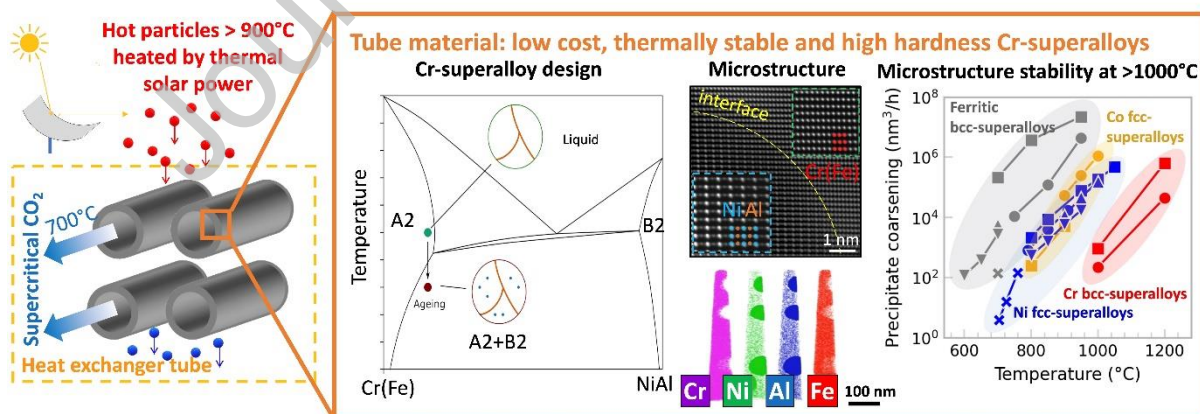 Hot particles > 900°C
heated by thermal
solar power
Jour
700°C
Supercritical CO₂
Heat exchanger tube
Tube material: low cost, thermally stable and high hardness Cr-superalloys
Cr-superalloy design
Temperature
Liquid
A2
B2
Ageing
A2+B2
Cr(Fe)
NiAl
Microstructure
interface
Cr(Fe)
Ni Al
1 nm
Cr Ni Al Fe
100 nm
Microstructure stability at >1000°C
Precipitate coarsening (nm³/h)
10⁸
10⁶
10⁴
10²
10⁰
Ferritic
bcc-superalloys
Co fcc-
superalloys
Cr bcc-superalloys
Ni fcc-superalloys
600 800 1000 1200
Temperature (°C)